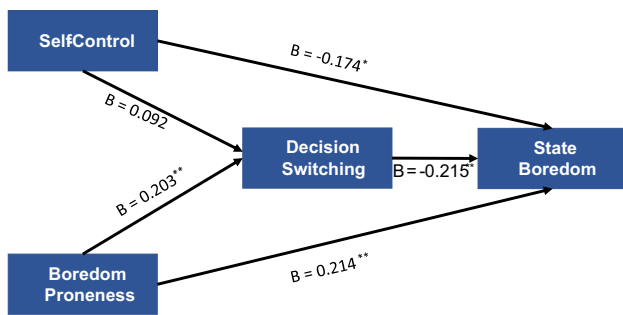 SelfControl
B = -0.174*
B = 0.092
Decision
Switching
B = -0.215**
State
Boredom
B = 0.203**
Boredom
Proneness
B = 0.214**